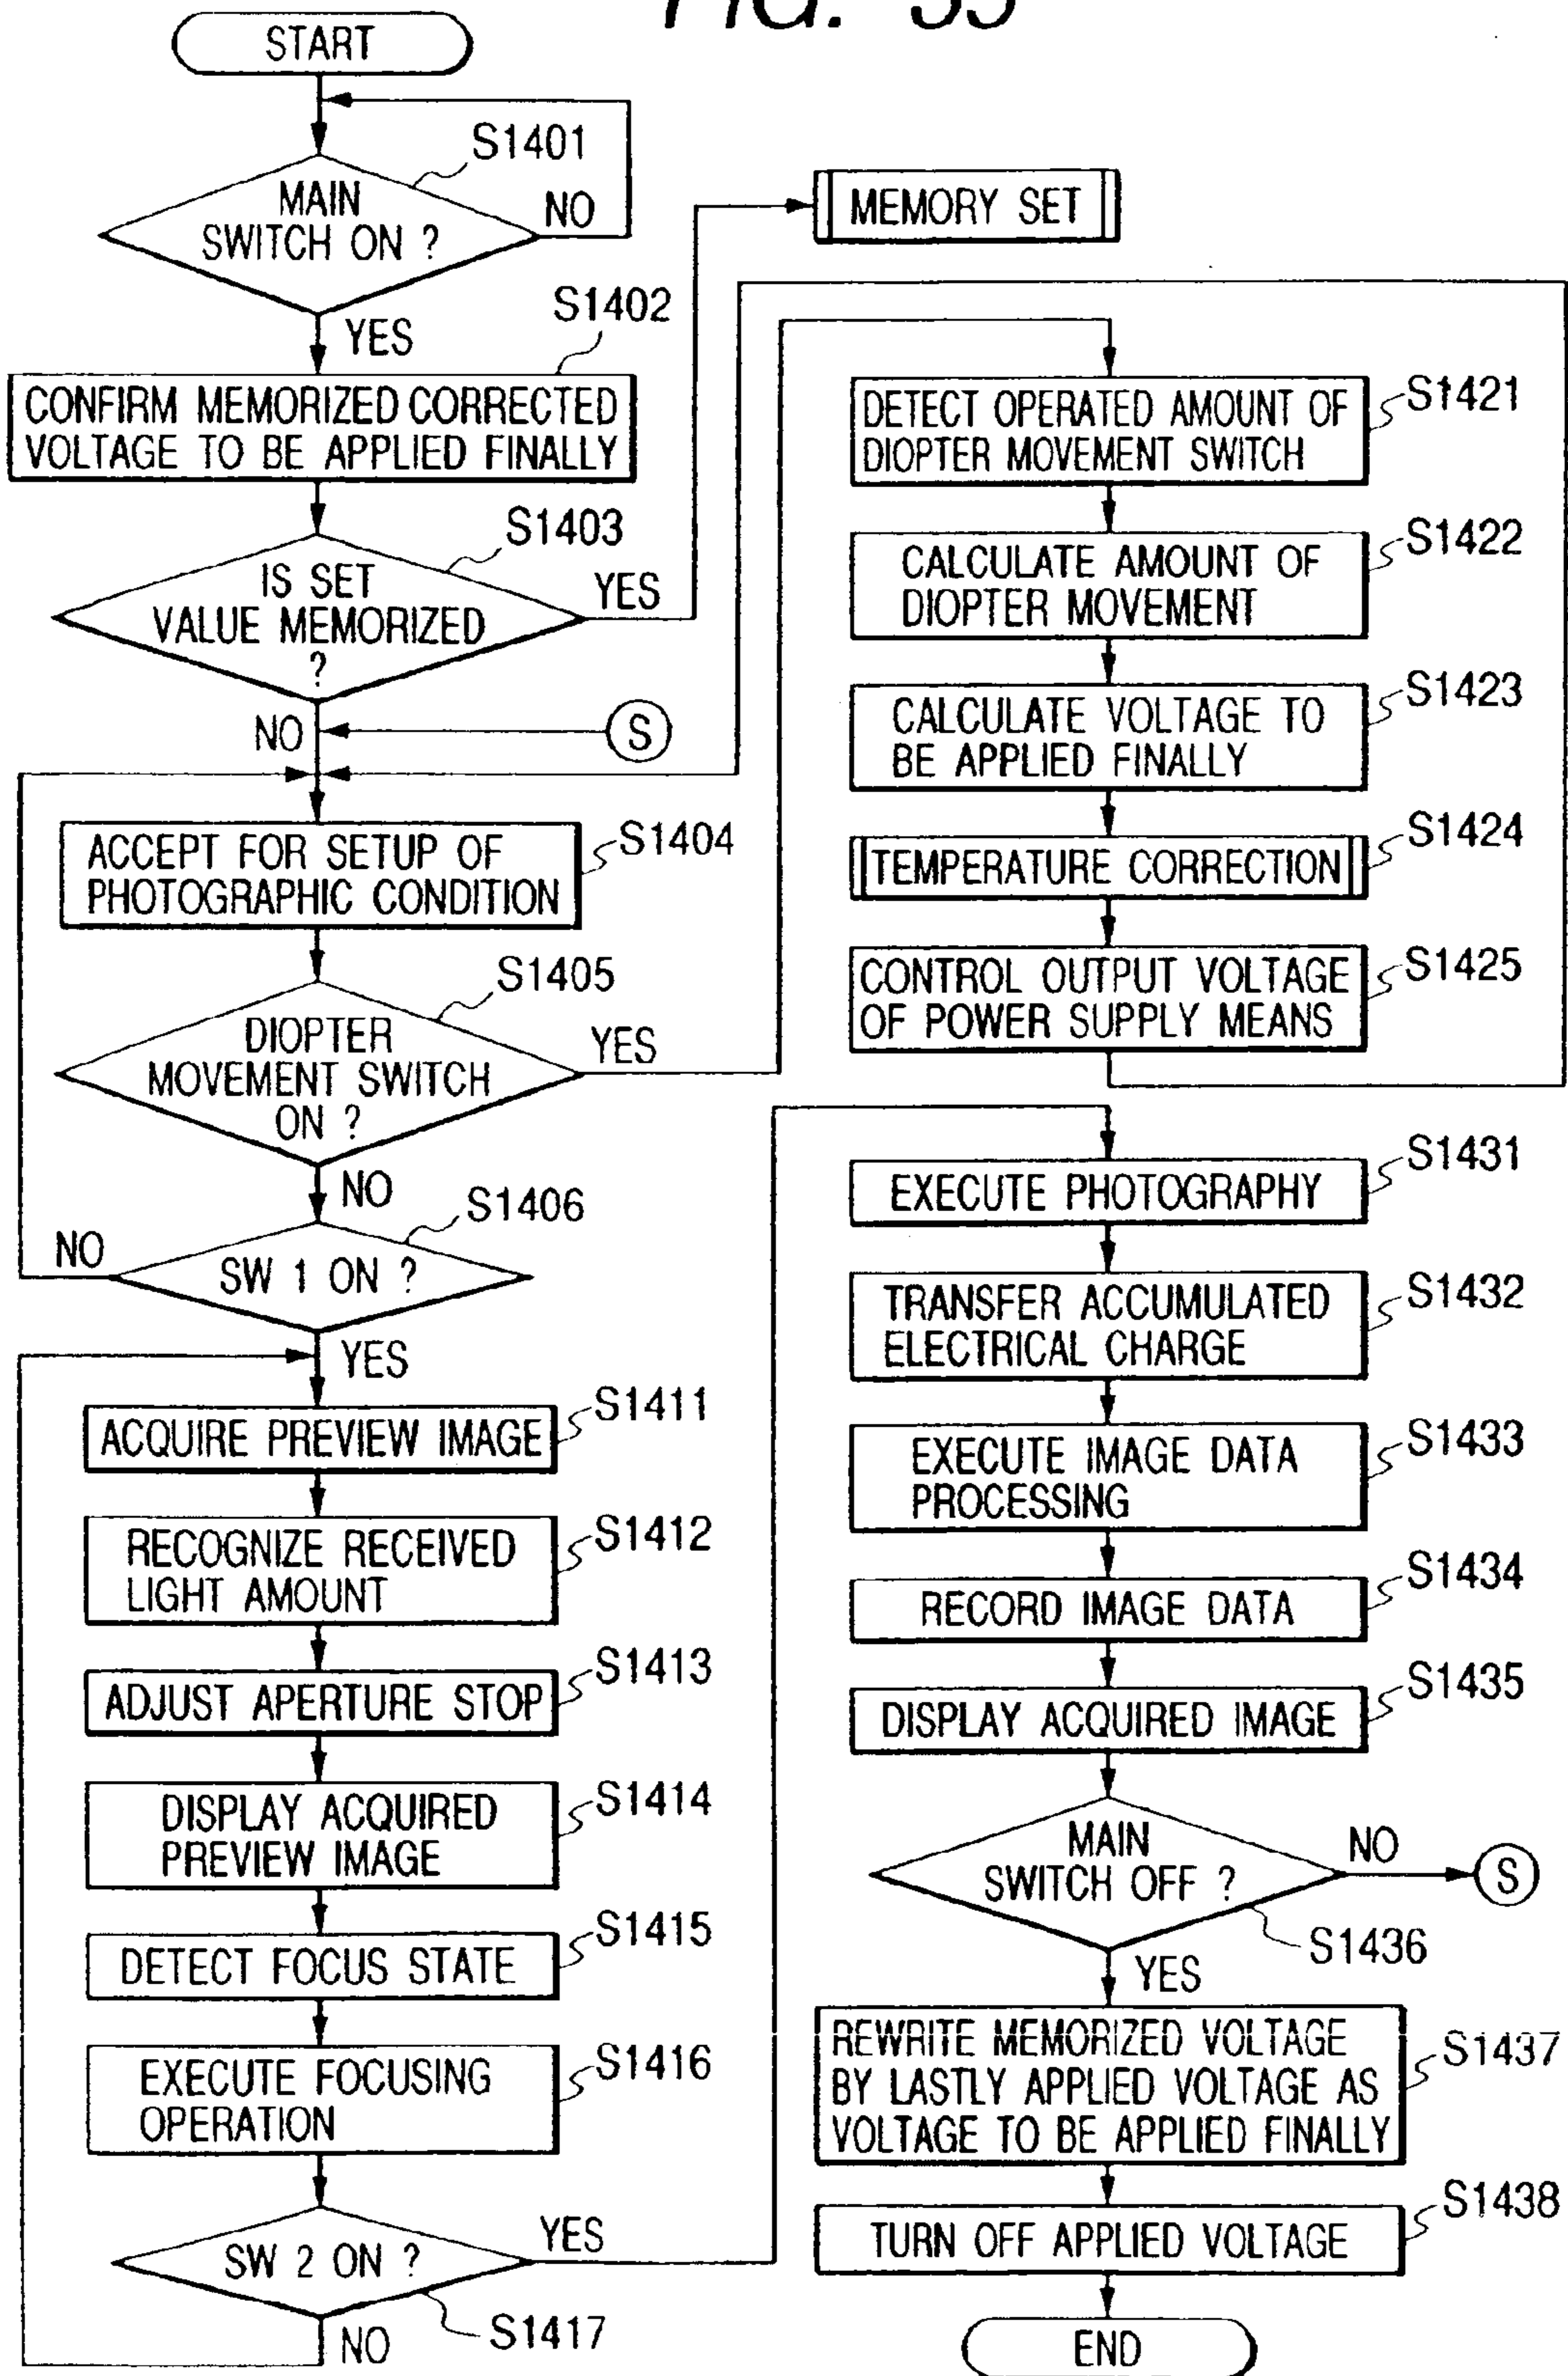 FIG. 35
START
S1401
MAIN
SWITCH ON ?
NO
YES
S1402
CONFIRM MEMORIZED CORRECTED
VOLTAGE TO BE APPLIED FINALLY
S1403
IS SET
VALUE MEMORIZED
?
YES
MEMORY SET
NO
S
S1404
ACCEPT FOR SETUP OF
PHOTOGRAPHIC CONDITION
S1405
DIOPTER
MOVEMENT SWITCH
ON ?
YES
NO
S1406
SW 1 ON ?
NO
YES
S1411
ACQUIRE PREVIEW IMAGE
S1412
RECOGNIZE RECEIVED
LIGHT AMOUNT
S1413
ADJUST APERTURE STOP
S1414
DISPLAY ACQUIRED
PREVIEW IMAGE
S1415
DETECT FOCUS STATE
S1416
EXECUTE FOCUSING
OPERATION
SW 2 ON ?
YES
S1417
NO
S1421
DETECT OPERATED AMOUNT OF
DIOPTER MOVEMENT SWITCH
S1422
CALCULATE AMOUNT OF
DIOPTER MOVEMENT
S1423
CALCULATE VOLTAGE TO
BE APPLIED FINALLY
S1424
TEMPERATURE CORRECTION
S1425
CONTROL OUTPUT VOLTAGE
OF POWER SUPPLY MEANS
S1431
EXECUTE PHOTOGRAPHY
S1432
TRANSFER ACCUMULATED
ELECTRICAL CHARGE
S1433
EXECUTE IMAGE DATA
PROCESSING
S1434
RECORD IMAGE DATA
S1435
DISPLAY ACQUIRED IMAGE
MAIN
SWITCH OFF ?
NO
S
S1436
YES
REWRITE MEMORIZED VOLTAGE
BY LASTLY APPLIED VOLTAGE AS
VOLTAGE TO BE APPLIED FINALLY
S1437
S1438
TURN OFF APPLIED VOLTAGE
END